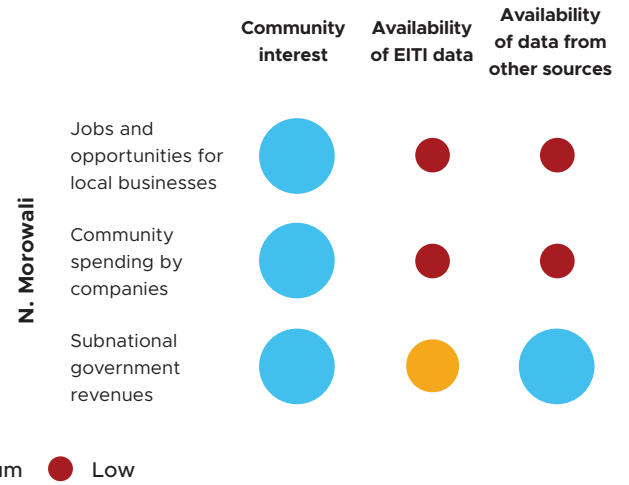 Community
interest
Availability
of EITI data
Availability
of data from
other sources
N. Morowali
Jobs and
opportunities for
local businesses
Community
spending by
companies
Subnational
government
revenues
Low